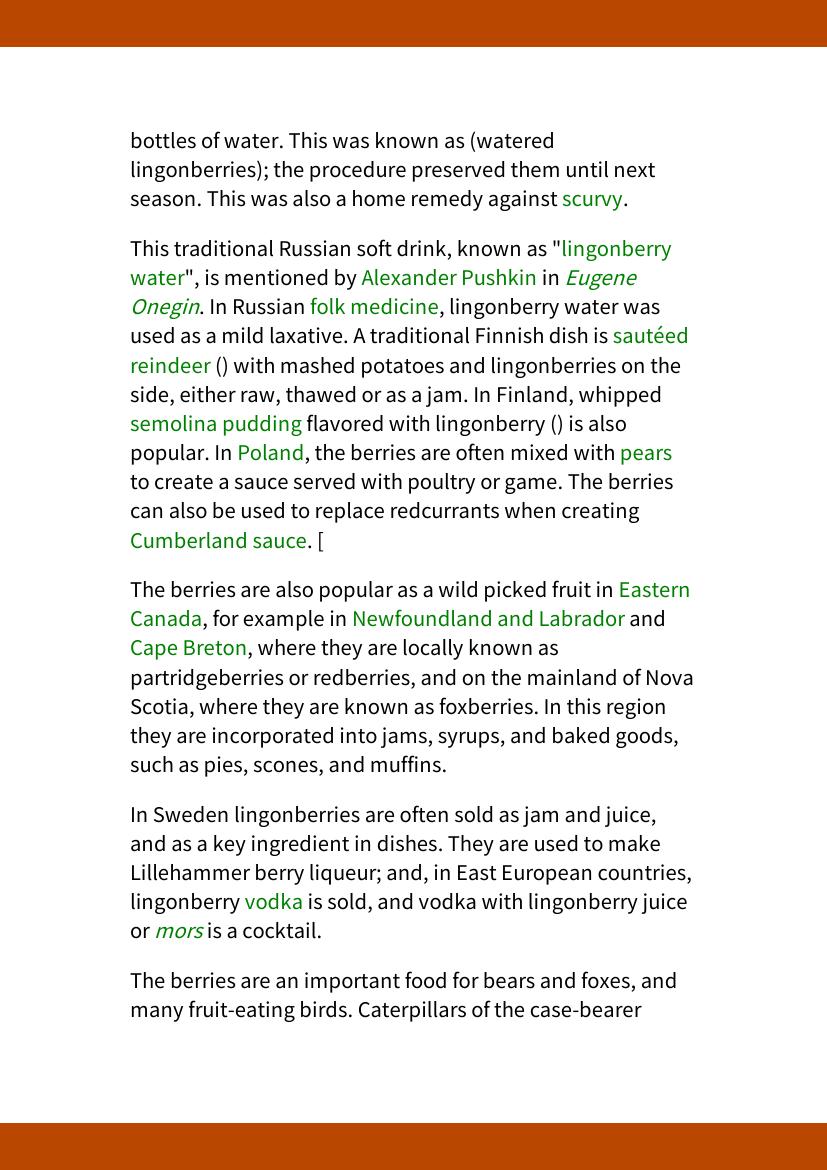 bottles of water. This was known as (watered
lingonberries); the procedure preserved them until next
season. This was also a home remedy against scurvy.
This traditional Russian soft drink, known as "lingonberry
water", is mentioned by Alexander Pushkin in Eugene
Onegin. In Russian folk medicine, lingonberry water was
used as a mild laxative. A traditional Finnish dish is sautéed
reindeer () with mashed potatoes and lingonberries on the
side, either raw, thawed or as a jam. In Finland, whipped
semolina pudding flavored with lingonberry () is also
popular. In Poland, the berries are often mixed with pears
to create a sauce served with poultry or game. The berries
can also be used to replace redcurrants when creating
Cumberland sauce. [
The berries are also popular as a wild picked fruit in Eastern
Canada, for example in Newfoundland and Labrador and
Cape Breton, where they are locally known as
partridgeberries or redberries, and on the mainland of Nova
Scotia, where they are known as foxberries. In this region
they are incorporated into jams, syrups, and baked goods,
such as pies, scones, and muffins.
In Sweden lingonberries are often sold as jam and juice,
and as a key ingredient in dishes. They are used to make
Lillehammer berry liqueur; and, in East European countries,
lingonberry vodka is sold, and vodka with lingonberry juice
or mors is a cocktail.
The berries are an important food for bears and foxes, and
many fruit-eating birds. Caterpillars of the case-bearer